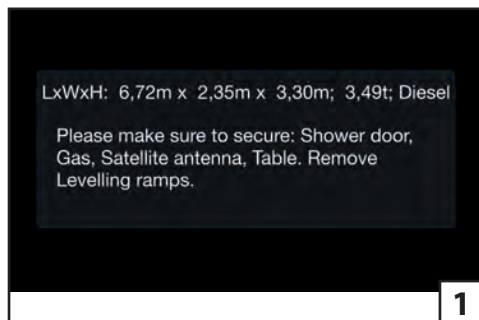 LxWxH: 6,72m x 2,35m x 3,30m; 3,49t; Diesel
Please make sure to secure: Shower door,
Gas, Satellite antenna, Table. Remove
Levelling ramps.
1